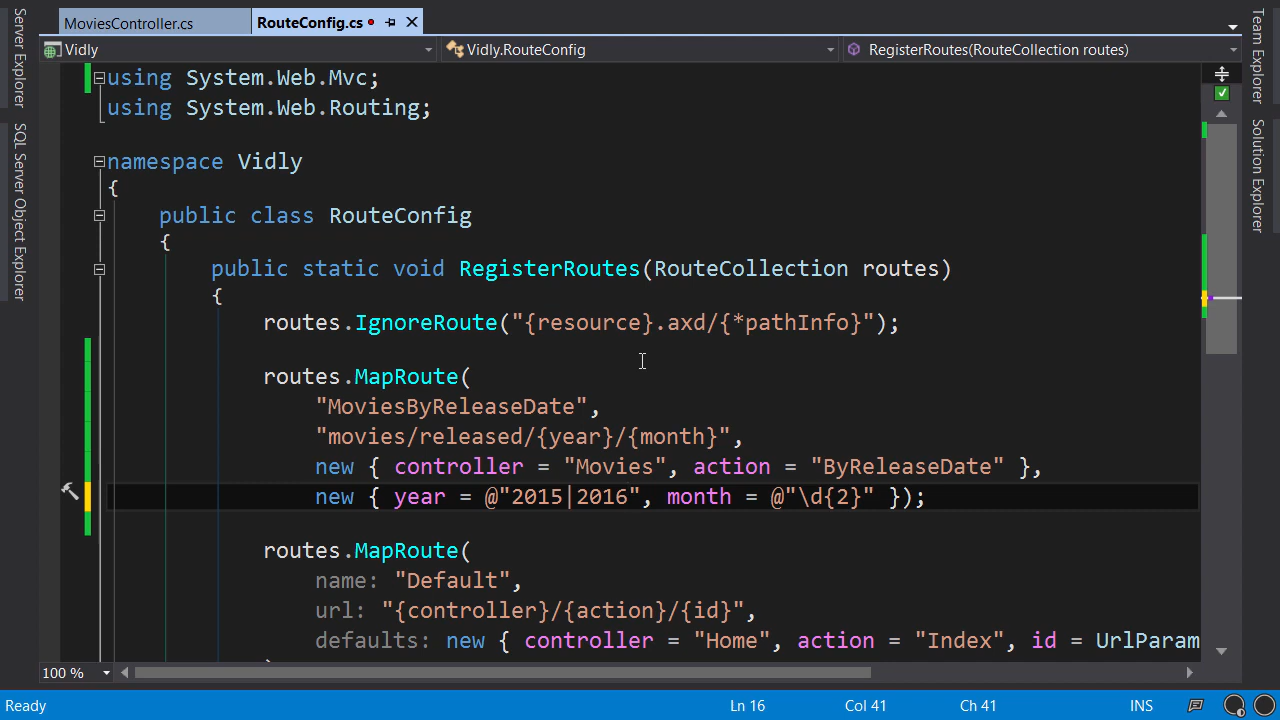 MoviesController.cs
RouteConfig.cs
Vidly
Vidly.RouteConfig
RegisterRoutes(RouteCollection routes)
Server Explorer
SQL Server Object Explorer
Team Explorer
Solution Explorer
using System.Web.Mvc;
using System.Web.Routing;
namespace Vidly
{
public class RouteConfig
{
public static void RegisterRoutes(RouteCollection routes)
{
routes.IgnoreRoute("{resource}.axd/{*pathInfo}");
routes.MapRoute(
"MoviesByReleaseDate",
"movies/released/{year}/{month}",
new { controller = "Movies", action = "ByReleaseDate" },
new { year = @"2015|2016", month = @"\d{2}" });
routes.MapRoute(
name: "Default",
url: "{controller}/{action}/{id}",
defaults: new { controller = "Home", action = "Index", id = UrlParam
100 %
Ready
Ln 16
Col 41
Ch 41
INS